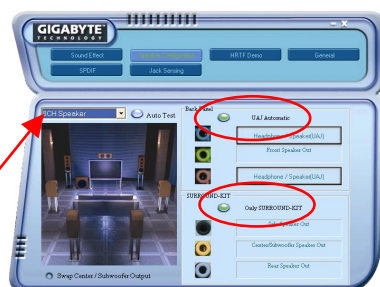 GIGABYTE
TECHNOLOGY
- X
Sound Effect
HRTF Demo
General
SPDIF
Jack Sensing
8CH Speaker
Auto Test
Back Panel
UAJ Automatic
Headphone / Speaker(UAJ)
Front Speaker Out
Headphone / Speaker(UAJ)
SURROUND-KIT
Only SURROUND-KIT
Side Speaker Out
Center/Subwoofer Speaker Out
Rear Speaker Out
Swap Center / Subwoofer Output